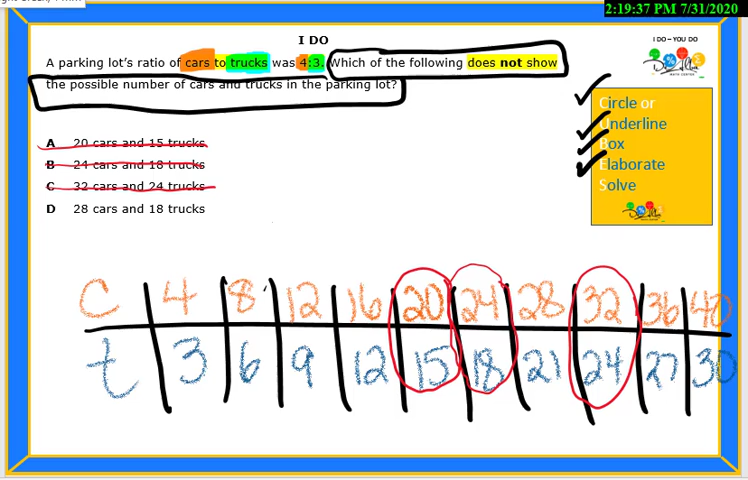 2:19:37 PM 7/31/2020
I DO
I DO – YOU DO
A parking lot's ratio of cars to trucks was 4:3. Which of the following does not show
the possible number of cars and trucks in the parking lot?
MATH CENTER
Circle or
Underline
Box
Elaborate
Solve
A 20 cars and 15 trucks
B 24 cars and 18 trucks
C 32 cars and 24 trucks
D 28 cars and 18 trucks
C 4 8 12 16 20 24 28 32 36 40
t 3 6 9 12 15 18 21 24 27 30